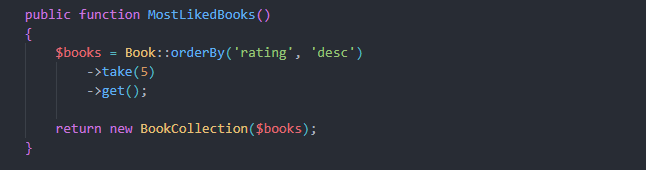 public function MostLikedBooks()
{
    $books = Book::orderBy('rating', 'desc')
        ->take(5)
        ->get();

    return new BookCollection($books);
}